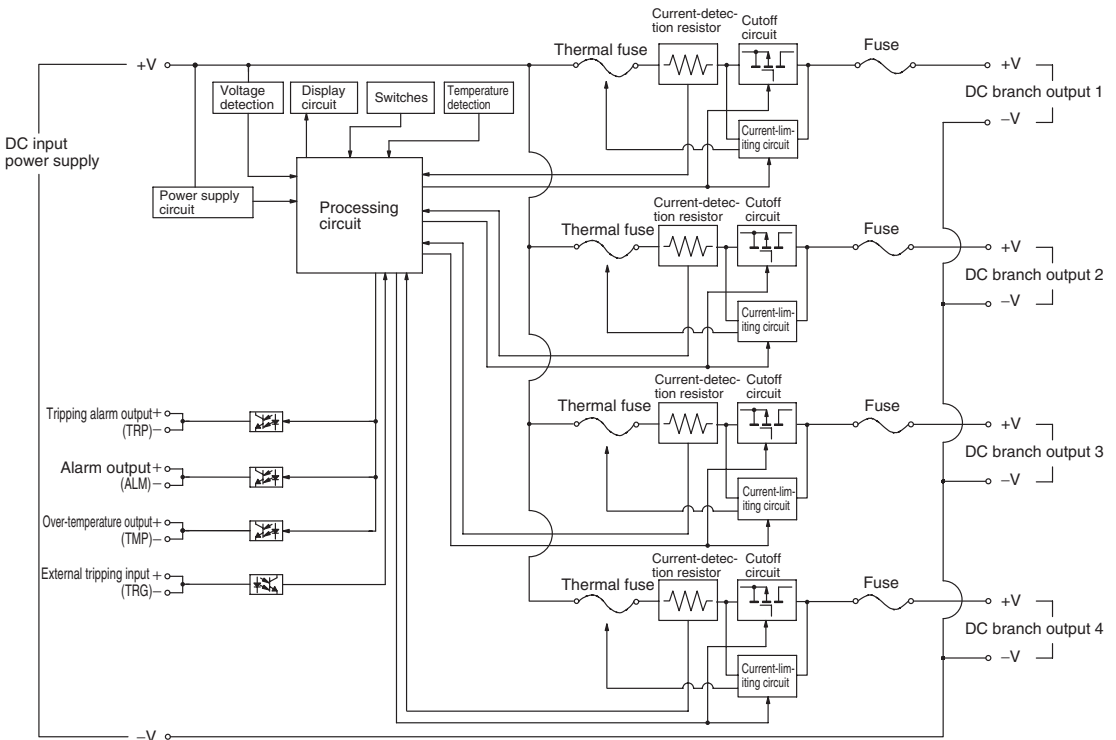 Current-detec-
tion resistor
Cutoff
circuit
Thermal fuse
Fuse
+V
+V
DC branch output 1
–V
Voltage
detection
Display
circuit
Switches
Temperature
detection
Current-lim-
iting circuit
DC input
power supply
Power supply
circuit
Processing
circuit
Current-detec-
tion resistor
Cutoff
circuit
Thermal fuse
Fuse
+V
DC branch output 2
–V
Current-lim-
iting circuit
Current-detec-
tion resistor
Cutoff
circuit
Thermal fuse
Fuse
+V
DC branch output 3
–V
Current-lim-
iting circuit
Tripping alarm output+
(TRP)–
Alarm output+
(ALM)–
Over-temperature output+
(TMP)–
External tripping input +
(TRG)–
Current-detec-
tion resistor
Cutoff
circuit
Thermal fuse
Fuse
+V
DC branch output 4
–V
Current-lim-
iting circuit
–V